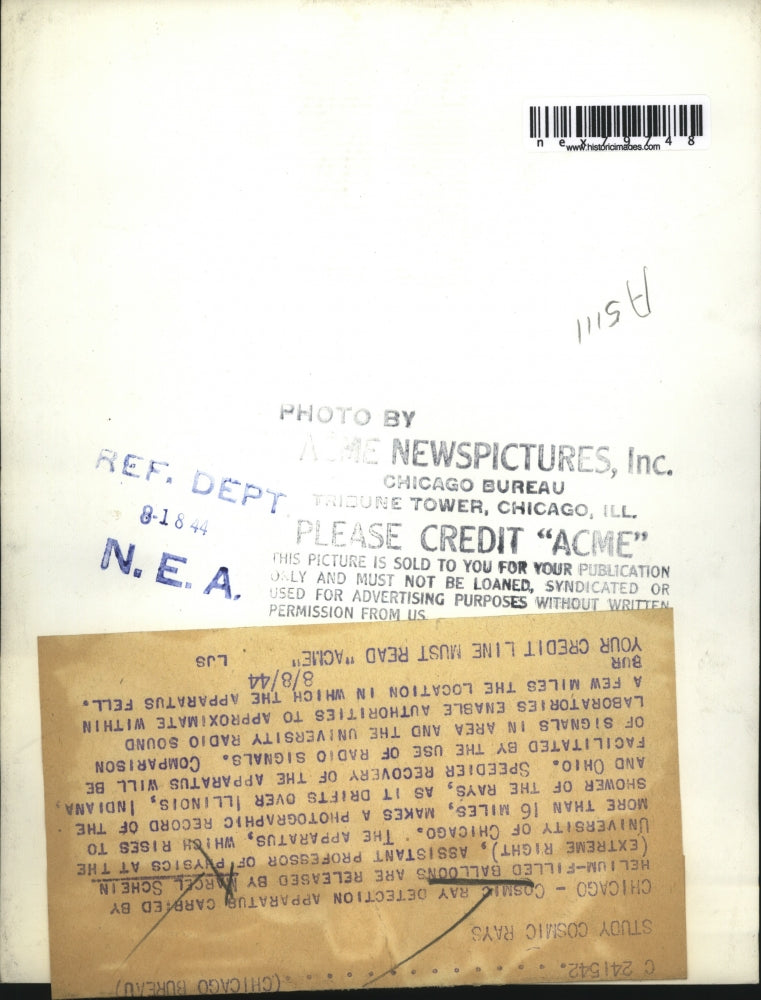 nex79748
www.historicimages.com
A5111
PHOTO BY
ACME NEWSPICTURES, Inc.
CHICAGO BUREAU
TRIBUNE TOWER, CHICAGO, ILL.
PLEASE CREDIT "ACME"
THIS PICTURE IS SOLD TO YOU FOR YOUR PUBLICATION
ONLY AND MUST NOT BE LOANED, SYNDICATED OR
USED FOR ADVERTISING PURPOSES WITHOUT WRITTEN
PERMISSION FROM US
REF. DEPT.
8-18 44
N. E. A.
C 241542. . . . . . . . . . . . . . (CHICAGO BUREAU)
STUDY COSMIC RAYS
CHICAGO - COSMIC RAY DETECTION APPARATUS CARRIED BY
HELIUM-FILLED BALLOONS ARE RELEASED BY MARCEL SCHEIN
(EXTREME RIGHT), ASSISTANT PROFESSOR OF PHYSICS AT THE
UNIVERSITY OF CHICAGO. THE APPARATUS, WHICH RISES TO
MORE THAN 16 MILES, MAKES A PHOTOGRAPHIC RECORD OF THE
SHOWER OF THE RAYS, AS IT DRIFTS OVER ILLINOIS, INDIANA,
AND OHIO. SPEEDIER RECOVERY OF THE APPARATUS WILL BE
FACILITATED BY THE USE OF RADIO SIGNALS. COMPARISON
OF SIGNALS IN AREA AND THE UNIVERSITY RADIO SOUND
LABORATORIES ENABLE AUTHORITIES TO APPROXIMATE WITHIN
A FEW MILES THE LOCATION IN WHICH THE APPARATUS FELL.
BUR 8/8/44
YOUR CREDIT LINE MUST READ "ACME" LJS